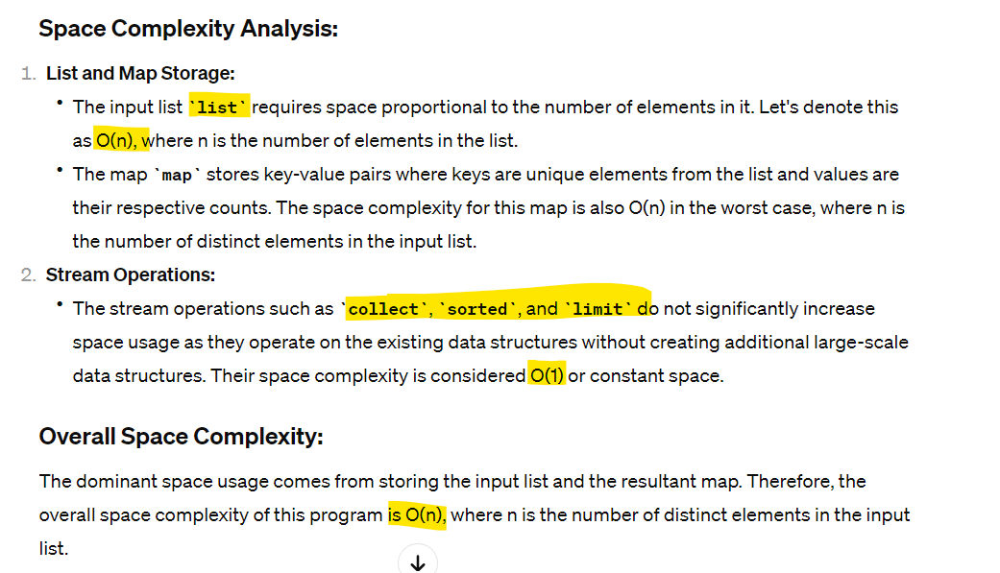 Space Complexity Analysis:
1. List and Map Storage:
• The input list `list` requires space proportional to the number of elements in it. Let's denote this
as O(n), where n is the number of elements in the list.
• The map `map` stores key-value pairs where keys are unique elements from the list and values are
their respective counts. The space complexity for this map is also O(n) in the worst case, where n is
the number of distinct elements in the input list.
2. Stream Operations:
• The stream operations such as `collect`, `sorted`, and `limit` do not significantly increase
space usage as they operate on the existing data structures without creating additional large-scale
data structures. Their space complexity is considered O(1) or constant space.
Overall Space Complexity:
The dominant space usage comes from storing the input list and the resultant map. Therefore, the
overall space complexity of this program is O(n), where n is the number of distinct elements in the input
list.